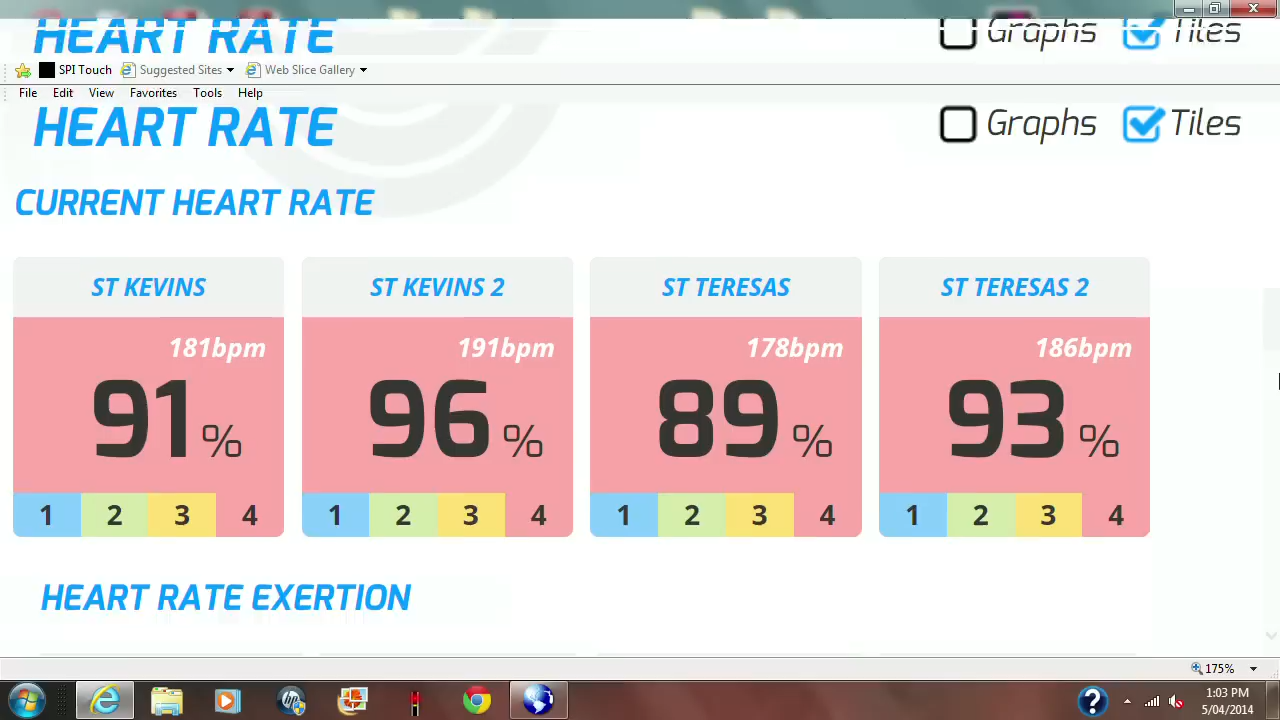 HEART RATE
Graphs Tiles
SPI Touch Suggested Sites Web Slice Gallery
File Edit View Favorites Tools Help
HEART RATE
Graphs Tiles
CURRENT HEART RATE
ST KEVINS
181bpm
91%
1 2 3 4
ST KEVINS 2
191bpm
96%
1 2 3 4
ST TERESAS
178bpm
89%
1 2 3 4
ST TERESAS 2
186bpm
93%
1 2 3 4
HEART RATE EXERTION
175%
1:03 PM
5/04/2014